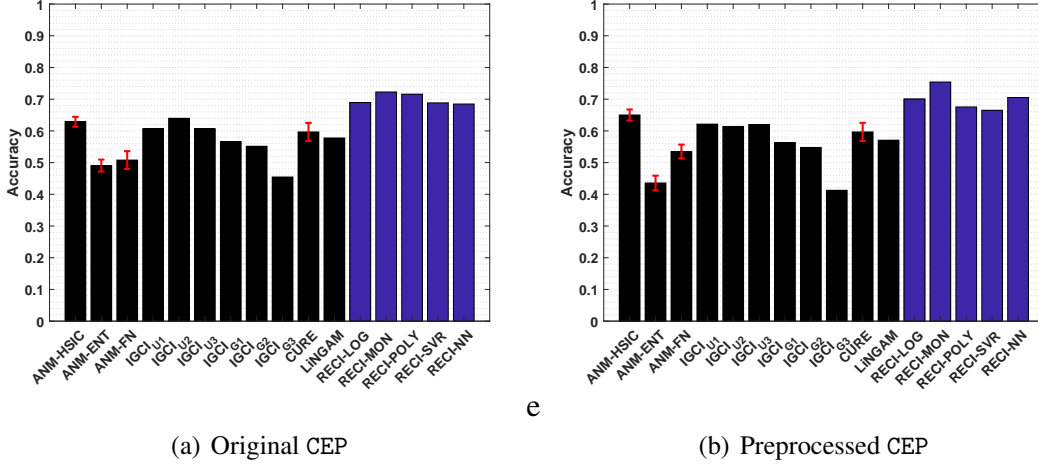 1
0.9
0.8
0.7
0.6
0.5
0.4
0.3
0.2
0.1
0
Accuracy
ANM-HSIC
ANM-ENT
ANM-FN
IGCI U1
IGCI U2
IGCI U3
IGCI G1
IGCI G2
IGCI G3
CURE
LiNGAM
RECI-LOG
RECI-MON
RECI-POLY
RECI-SVR
RECI-NN
(a) Original CEP
e
1
0.9
0.8
0.7
0.6
0.5
0.4
0.3
0.2
0.1
0
Accuracy
ANM-HSIC
ANM-ENT
ANM-FN
IGCI U1
IGCI U2
IGCI U3
IGCI G1
IGCI G2
IGCI G3
CURE
LiNGAM
RECI-LOG
RECI-MON
RECI-POLY
RECI-SVR
RECI-NN
(b) Preprocessed CEP